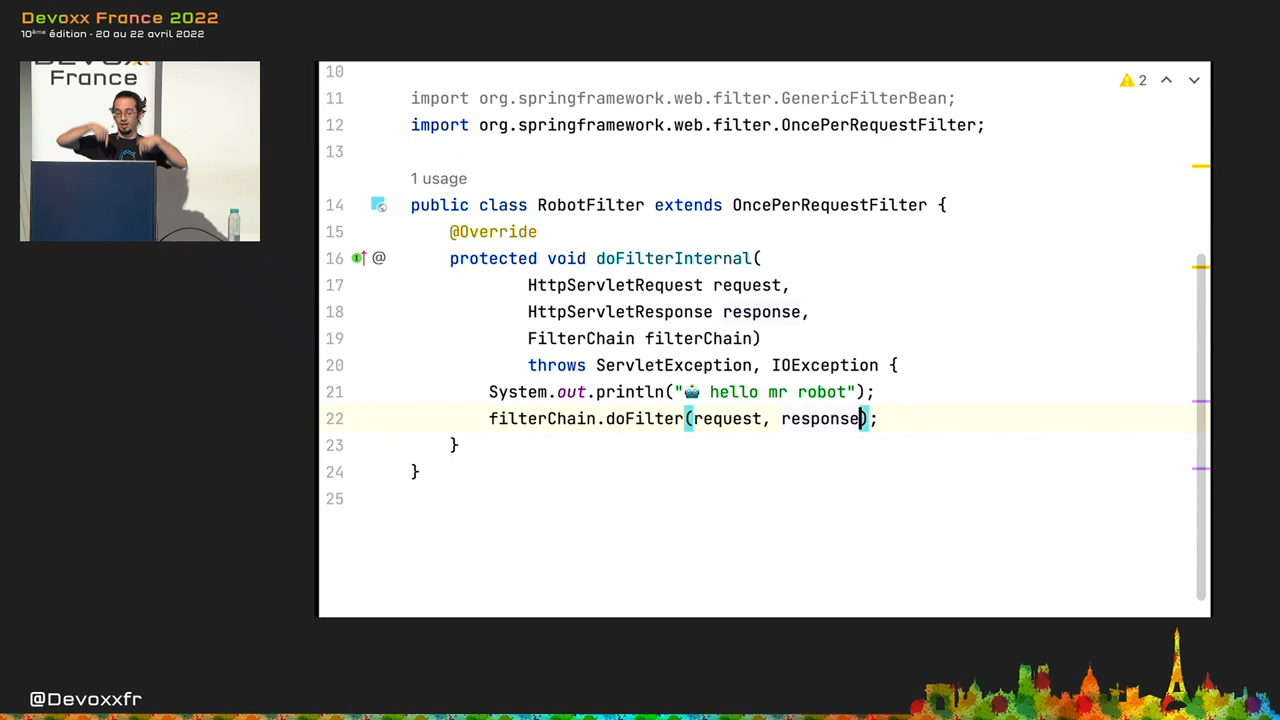 Devoxx France 2022
10ème édition - 20 au 22 avril 2022
DEVOXX
France
10
11 import org.springframework.web.filter.GenericFilterBean;
12 import org.springframework.web.filter.OncePerRequestFilter;
13
1 usage
14 public class RobotFilter extends OncePerRequestFilter {
15 @Override
16 @ protected void doFilterInternal(
17 HttpServletRequest request,
18 HttpServletResponse response,
19 FilterChain filterChain)
20 throws ServletException, IOException {
21 System.out.println("🤖 hello mr robot");
22 filterChain.doFilter(request, response);
23 }
24 }
25
2
@Devoxxfr